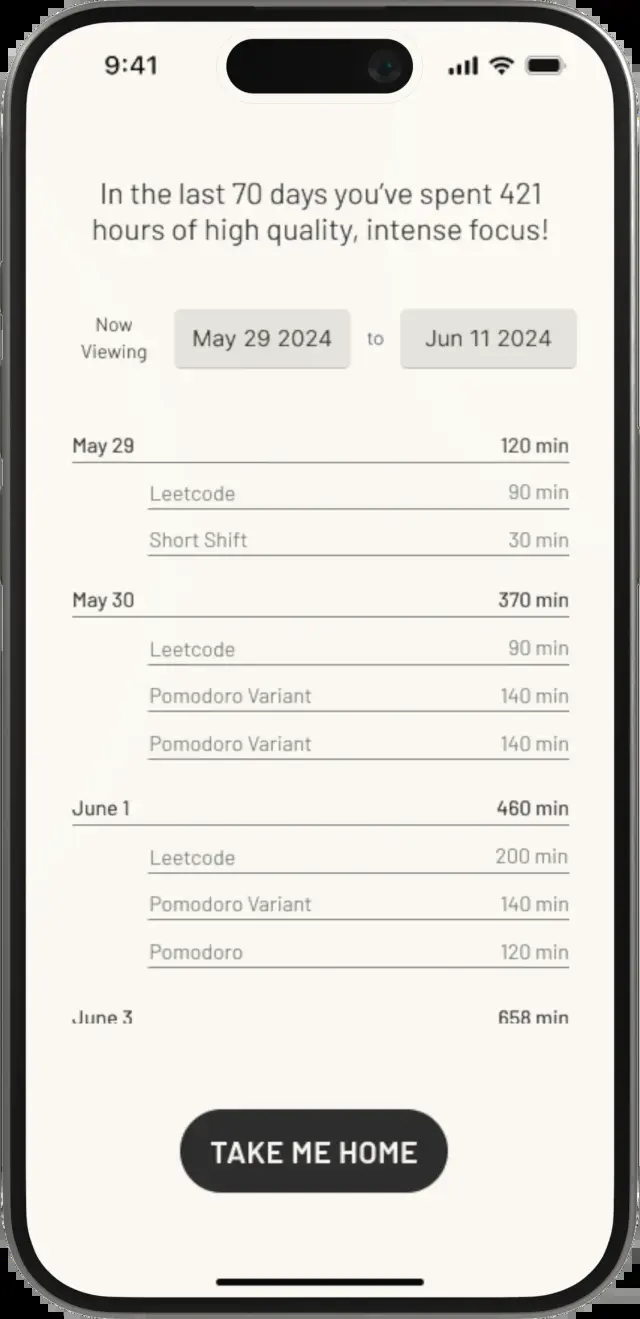 9:41
In the last 70 days you’ve spent 421
hours of high quality, intense focus!
Now
Viewing
May 29 2024
to
Jun 11 2024
May 29 120 min
Leetcode 90 min
Short Shift 30 min
May 30 370 min
Leetcode 90 min
Pomodoro Variant 140 min
Pomodoro Variant 140 min
June 1 460 min
Leetcode 200 min
Pomodoro Variant 140 min
Pomodoro 120 min
June 3 658 min
TAKE ME HOME